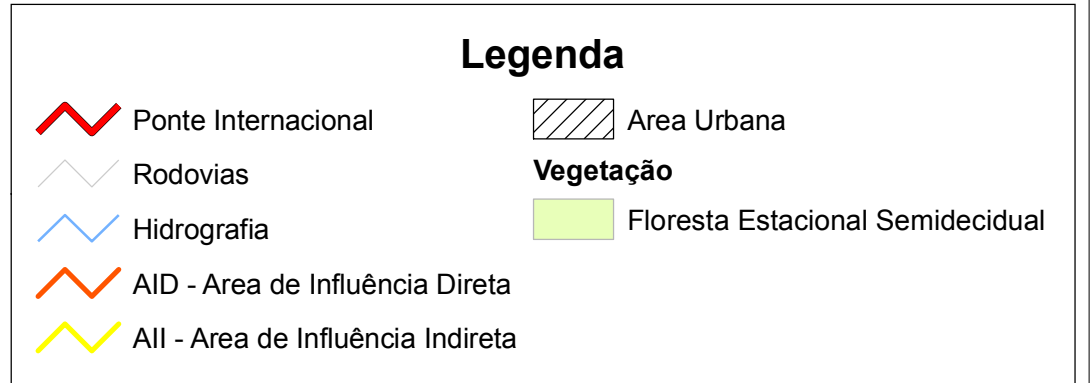 Legenda
Ponte Internacional
Rodovias
Hidrografia
AID - Area de Influência Direta
AII - Area de Influência Indireta
Area Urbana
Vegetação
Floresta Estacional Semidecidual